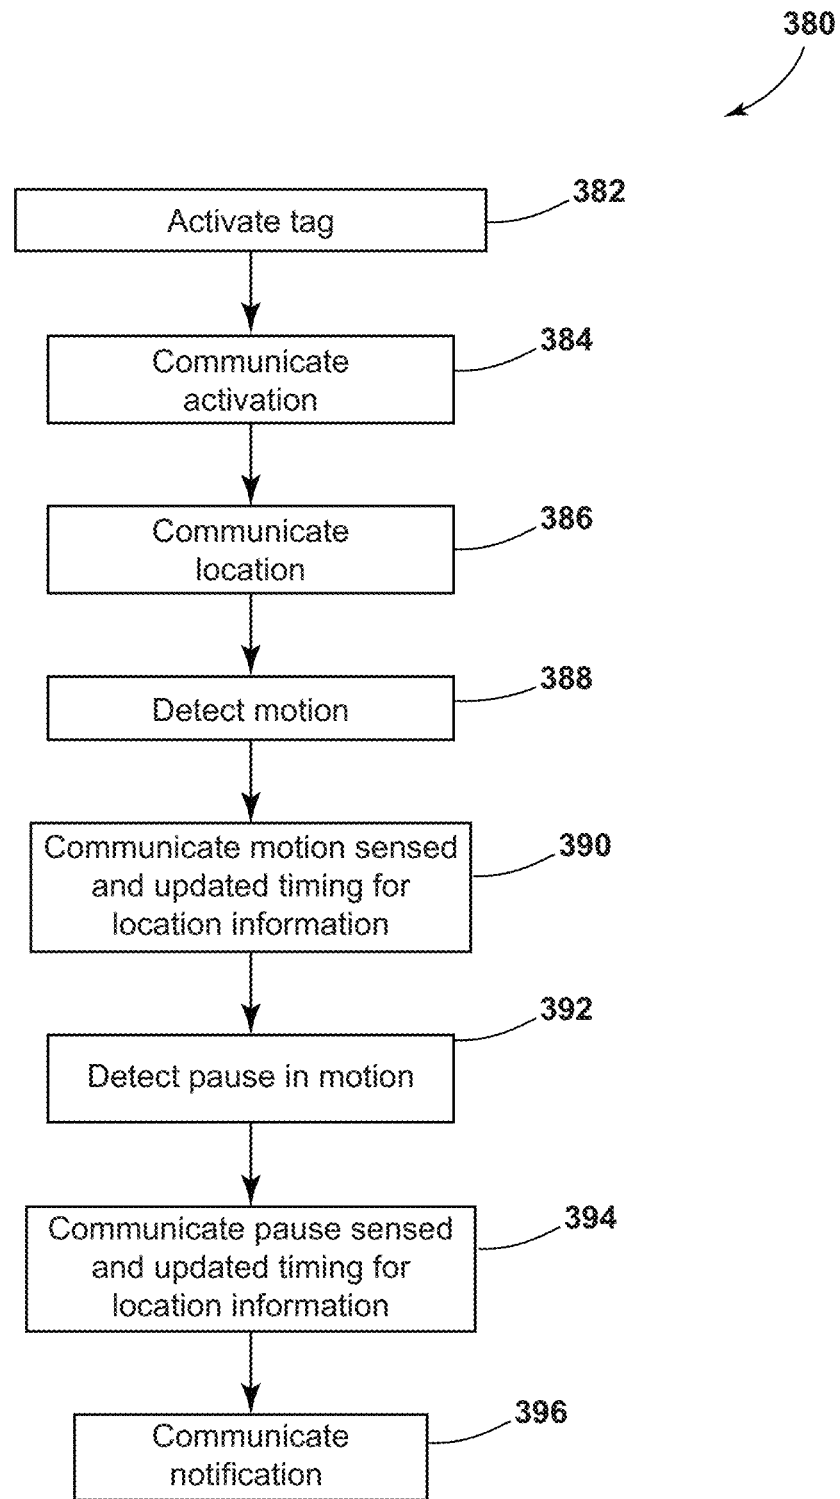 380
Activate tag
382
Communicate
activation
384
Communicate
location
386
Detect motion
388
Communicate motion sensed
and updated timing for
location information
390
Detect pause in motion
392
Communicate pause sensed
and updated timing for
location information
394
Communicate
notification
396